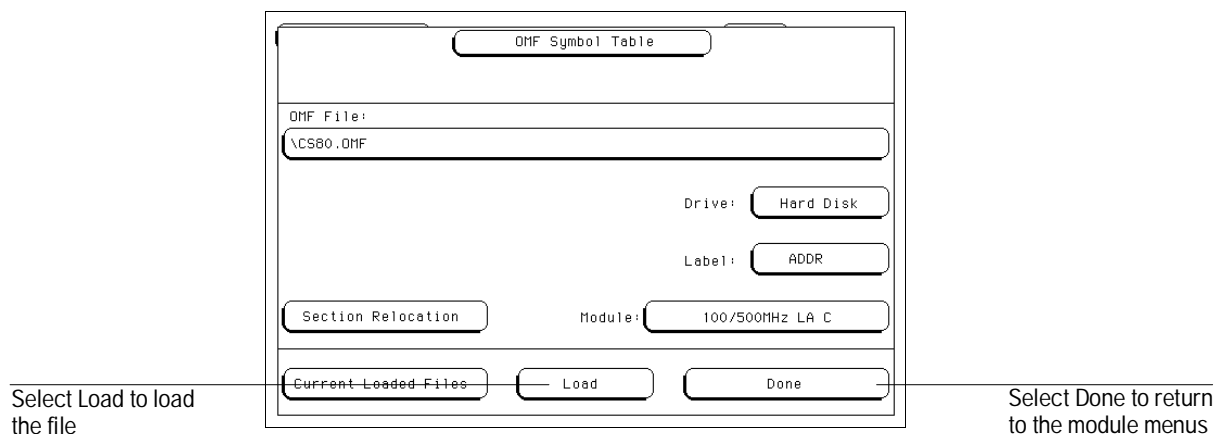 OMF Symbol Table
OMF File:
\CS80.OMF
Drive: Hard Disk
Label: ADDR
Section Relocation Module: 100/500MHz LA C
Current Loaded Files Load Done
Select Load to load
the file
Select Done to return
to the module menus